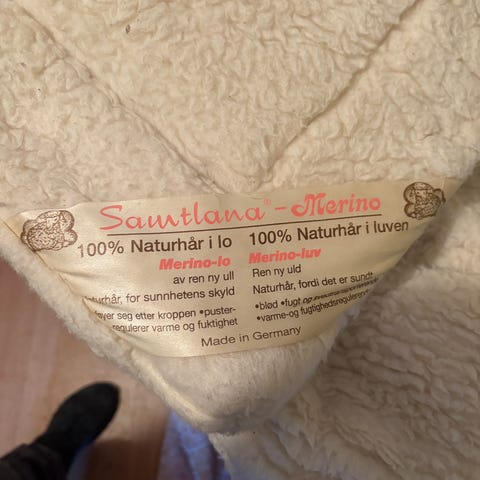 Samtlana® - Merino
100% Naturhår i lo 100% Naturhår i luven
Merino-lo Merino-luv
av ren ny ull Ren ny uld
for sunnhetens skyld Naturhår, fordi det er sundt
seg etter kroppen •puster- •blød •fugt og
regulerer varme og fuktighet •varme-og fugtighedsregulerende
Made in Germany